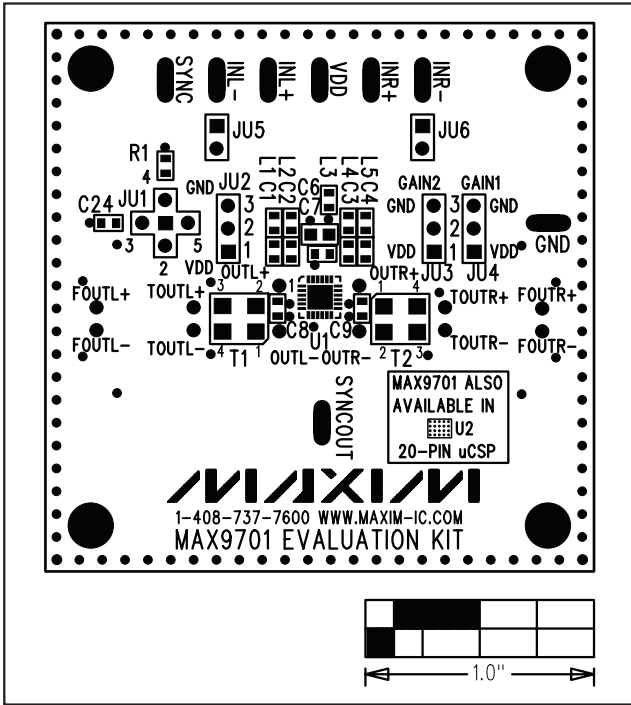 SYNC INL- INL+ VDD INR+ INR-
JU5 JU6
R1
4
C24 JU1
3 5
2
GND JU2
3
2
1
VDD
L1 C1 L2 C2
C6
C7
L3
L4 C3 L5 C4
GAIN2 GAIN1
GND 3 3 GND
2 2
VDD 1 1 VDD
JU3 JU4
GND
OUTL+ OUTR+
FOUTL+ TOUTL+ 3 2 1 1 4 TOUTR+ FOUTR+
FOUTL- TOUTL- 4 1 C8 U1 C9 2 3 TOUTR- FOUTR-
T1 OUTL- OUTR- T2
SYNCOUT
MAX9701 ALSO
AVAILABLE IN
U2
20-PIN uCSP
MAXIM
1-408-737-7600 WWW.MAXIM-IC.COM
MAX9701 EVALUATION KIT
1.0"